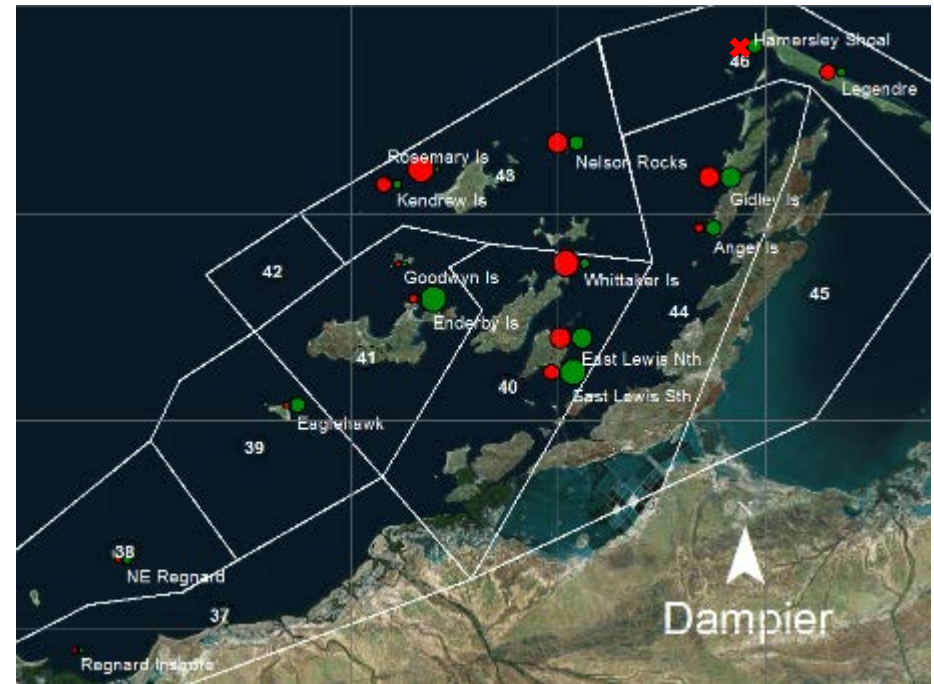 Hamersley Shoal
46
Legendre
Rosemary Is
Nelson Rocks
43
Kendrew Is
Gidley Is
Angel Is
42
Goodwyn Is
Whittaker Is
45
Enderby Is
44
41
East Lewis Nth
40
East Lewis Sth
Eaglehawk
39
38
NE Regnard
N
37
Dampier
Regnard Inshore